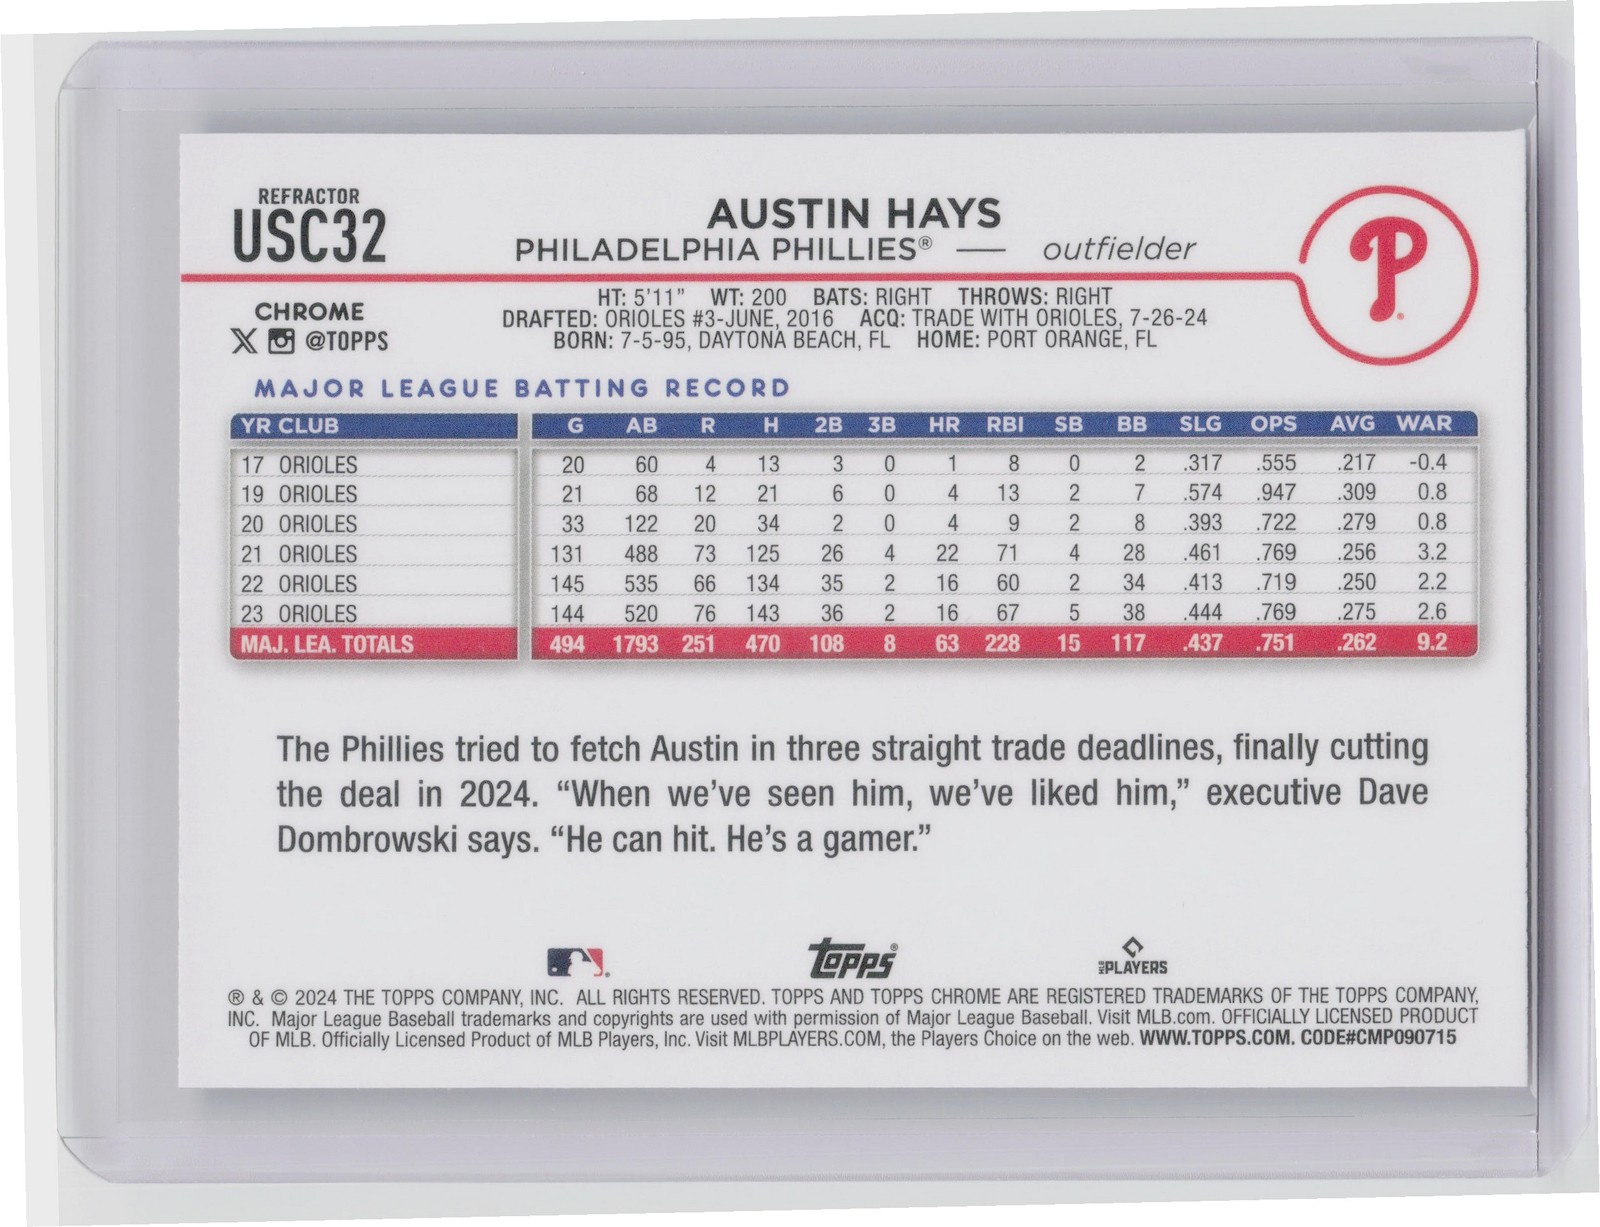 REFRACTOR
USC32
AUSTIN HAYS
PHILADELPHIA PHILLIES® — outfielder
P
CHROME
X @TOPPS
HT: 5'11" WT: 200 BATS: RIGHT THROWS: RIGHT
DRAFTED: ORIOLES #3-JUNE, 2016 ACQ: TRADE WITH ORIOLES, 7-26-24
BORN: 7-5-95, DAYTONA BEACH, FL HOME: PORT ORANGE, FL
MAJOR LEAGUE BATTING RECORD
YR CLUB G AB R H 2B 3B HR RBI SB BB SLG OPS AVG WAR
17 ORIOLES 20 60 4 13 3 0 1 8 0 2 .317 .555 .217 -0.4
19 ORIOLES 21 68 12 21 6 0 4 13 2 7 .574 .947 .309 0.8
20 ORIOLES 33 122 20 34 2 0 4 9 2 8 .393 .722 .279 0.8
21 ORIOLES 131 488 73 125 26 4 22 71 4 28 .461 .769 .256 3.2
22 ORIOLES 145 535 66 134 35 2 16 60 2 34 .413 .719 .250 2.2
23 ORIOLES 144 520 76 143 36 2 16 67 5 38 .444 .769 .275 2.6
MAJ. LEA. TOTALS 494 1793 251 470 108 8 63 228 15 117 .437 .751 .262 9.2
The Phillies tried to fetch Austin in three straight trade deadlines, finally cutting
the deal in 2024. “When we’ve seen him, we’ve liked him,” executive Dave
Dombrowski says. “He can hit. He’s a gamer.”
Topps®
MLB PLAYERS
® & © 2024 THE TOPPS COMPANY, INC. ALL RIGHTS RESERVED. TOPPS AND TOPPS CHROME ARE REGISTERED TRADEMARKS OF THE TOPPS COMPANY,
INC. Major League Baseball trademarks and copyrights are used with permission of Major League Baseball. Visit MLB.com. OFFICIALLY LICENSED PRODUCT
OF MLB. Officially Licensed Product of MLB Players, Inc. Visit MLBPLAYERS.COM, the Players Choice on the web. WWW.TOPPS.COM. CODE#CMP090715